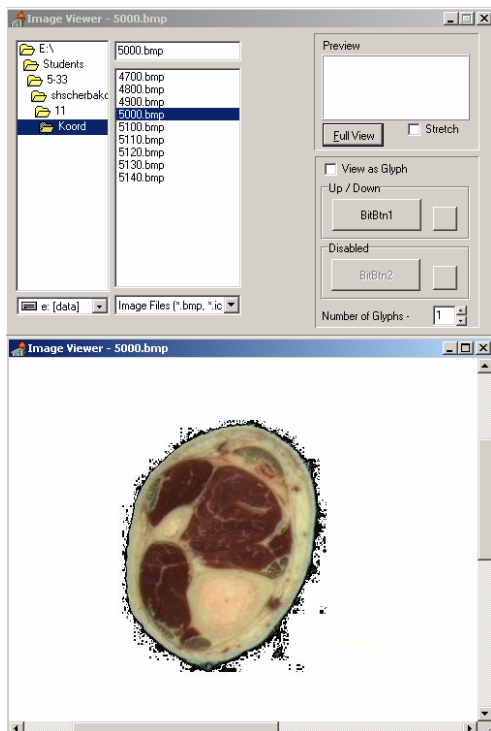 Image Viewer - 5000.bmp
E:\
Students
5-33
shscherbakc
11
Koord
5000.bmp
4700.bmp
4800.bmp
4900.bmp
5000.bmp
5100.bmp
5110.bmp
5120.bmp
5130.bmp
5140.bmp
e: [data]
Image Files (*.bmp, *.ic
Preview
Full View
Stretch
View as Glyph
Up / Down
BitBtn1
Disabled
BitBtn2
Number of Glyphs -
1
Image Viewer - 5000.bmp